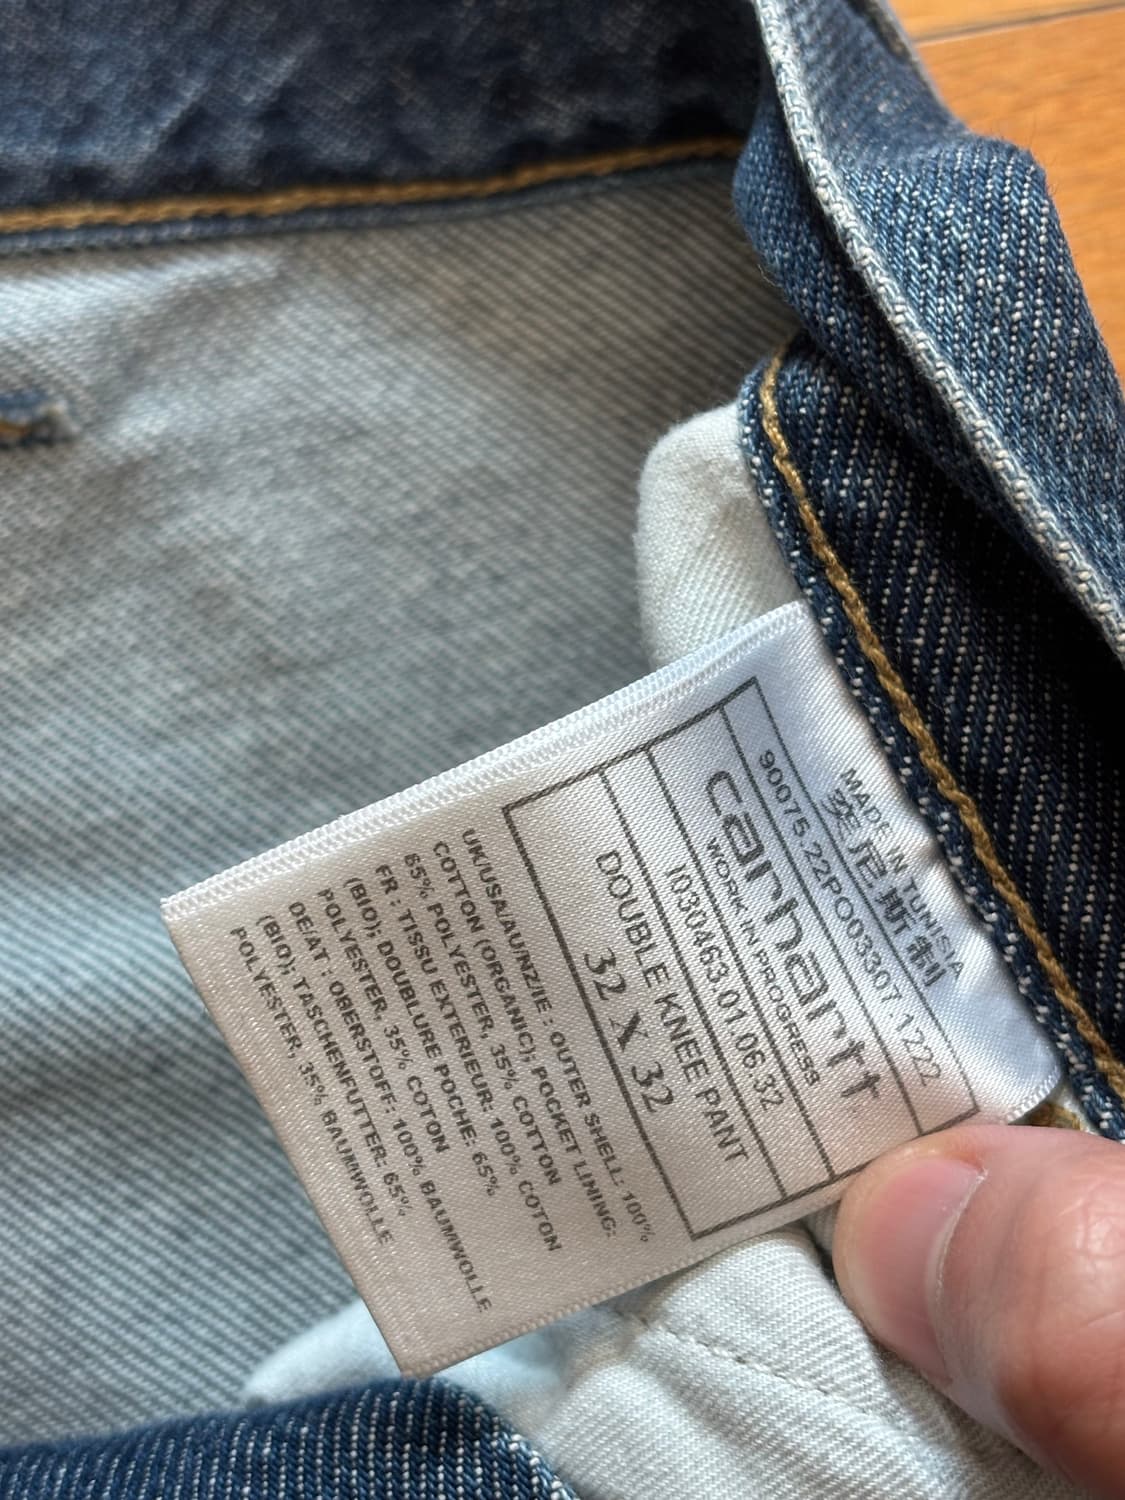 MADE IN TUNISIA
突尼斯制
90075.22PO03307.1222
carhartt
WORK IN PROGRESS
I030463.01.06.32
DOUBLE KNEE PANT
32 X 32
UK/USA/AU/NZ/IE : OUTER SHELL: 100%
COTTON (ORGANIC); POCKET LINING:
65% POLYESTER, 35% COTTON
FR : TISSU EXTERIEUR: 100% COTON
(BIO); DOUBLURE POCHE: 65%
POLYESTER, 35% COTON
DE/AT : OBERSTOFF: 100% BAUMWOLLE
(BIO); TASCHENFUTTER: 65%
POLYESTER, 35% BAUMWOLLE